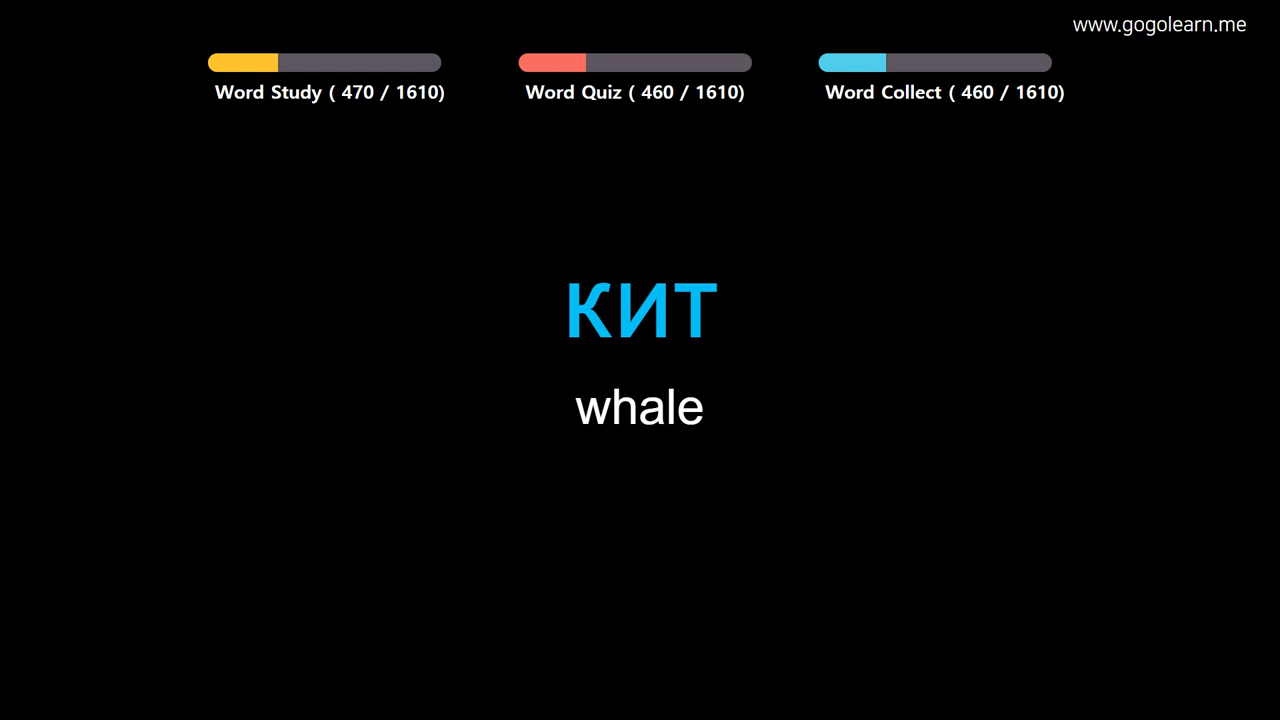 www.gogolearn.me
Word Study ( 470 / 1610)
Word Quiz ( 460 / 1610)
Word Collect ( 460 / 1610)
кит
whale